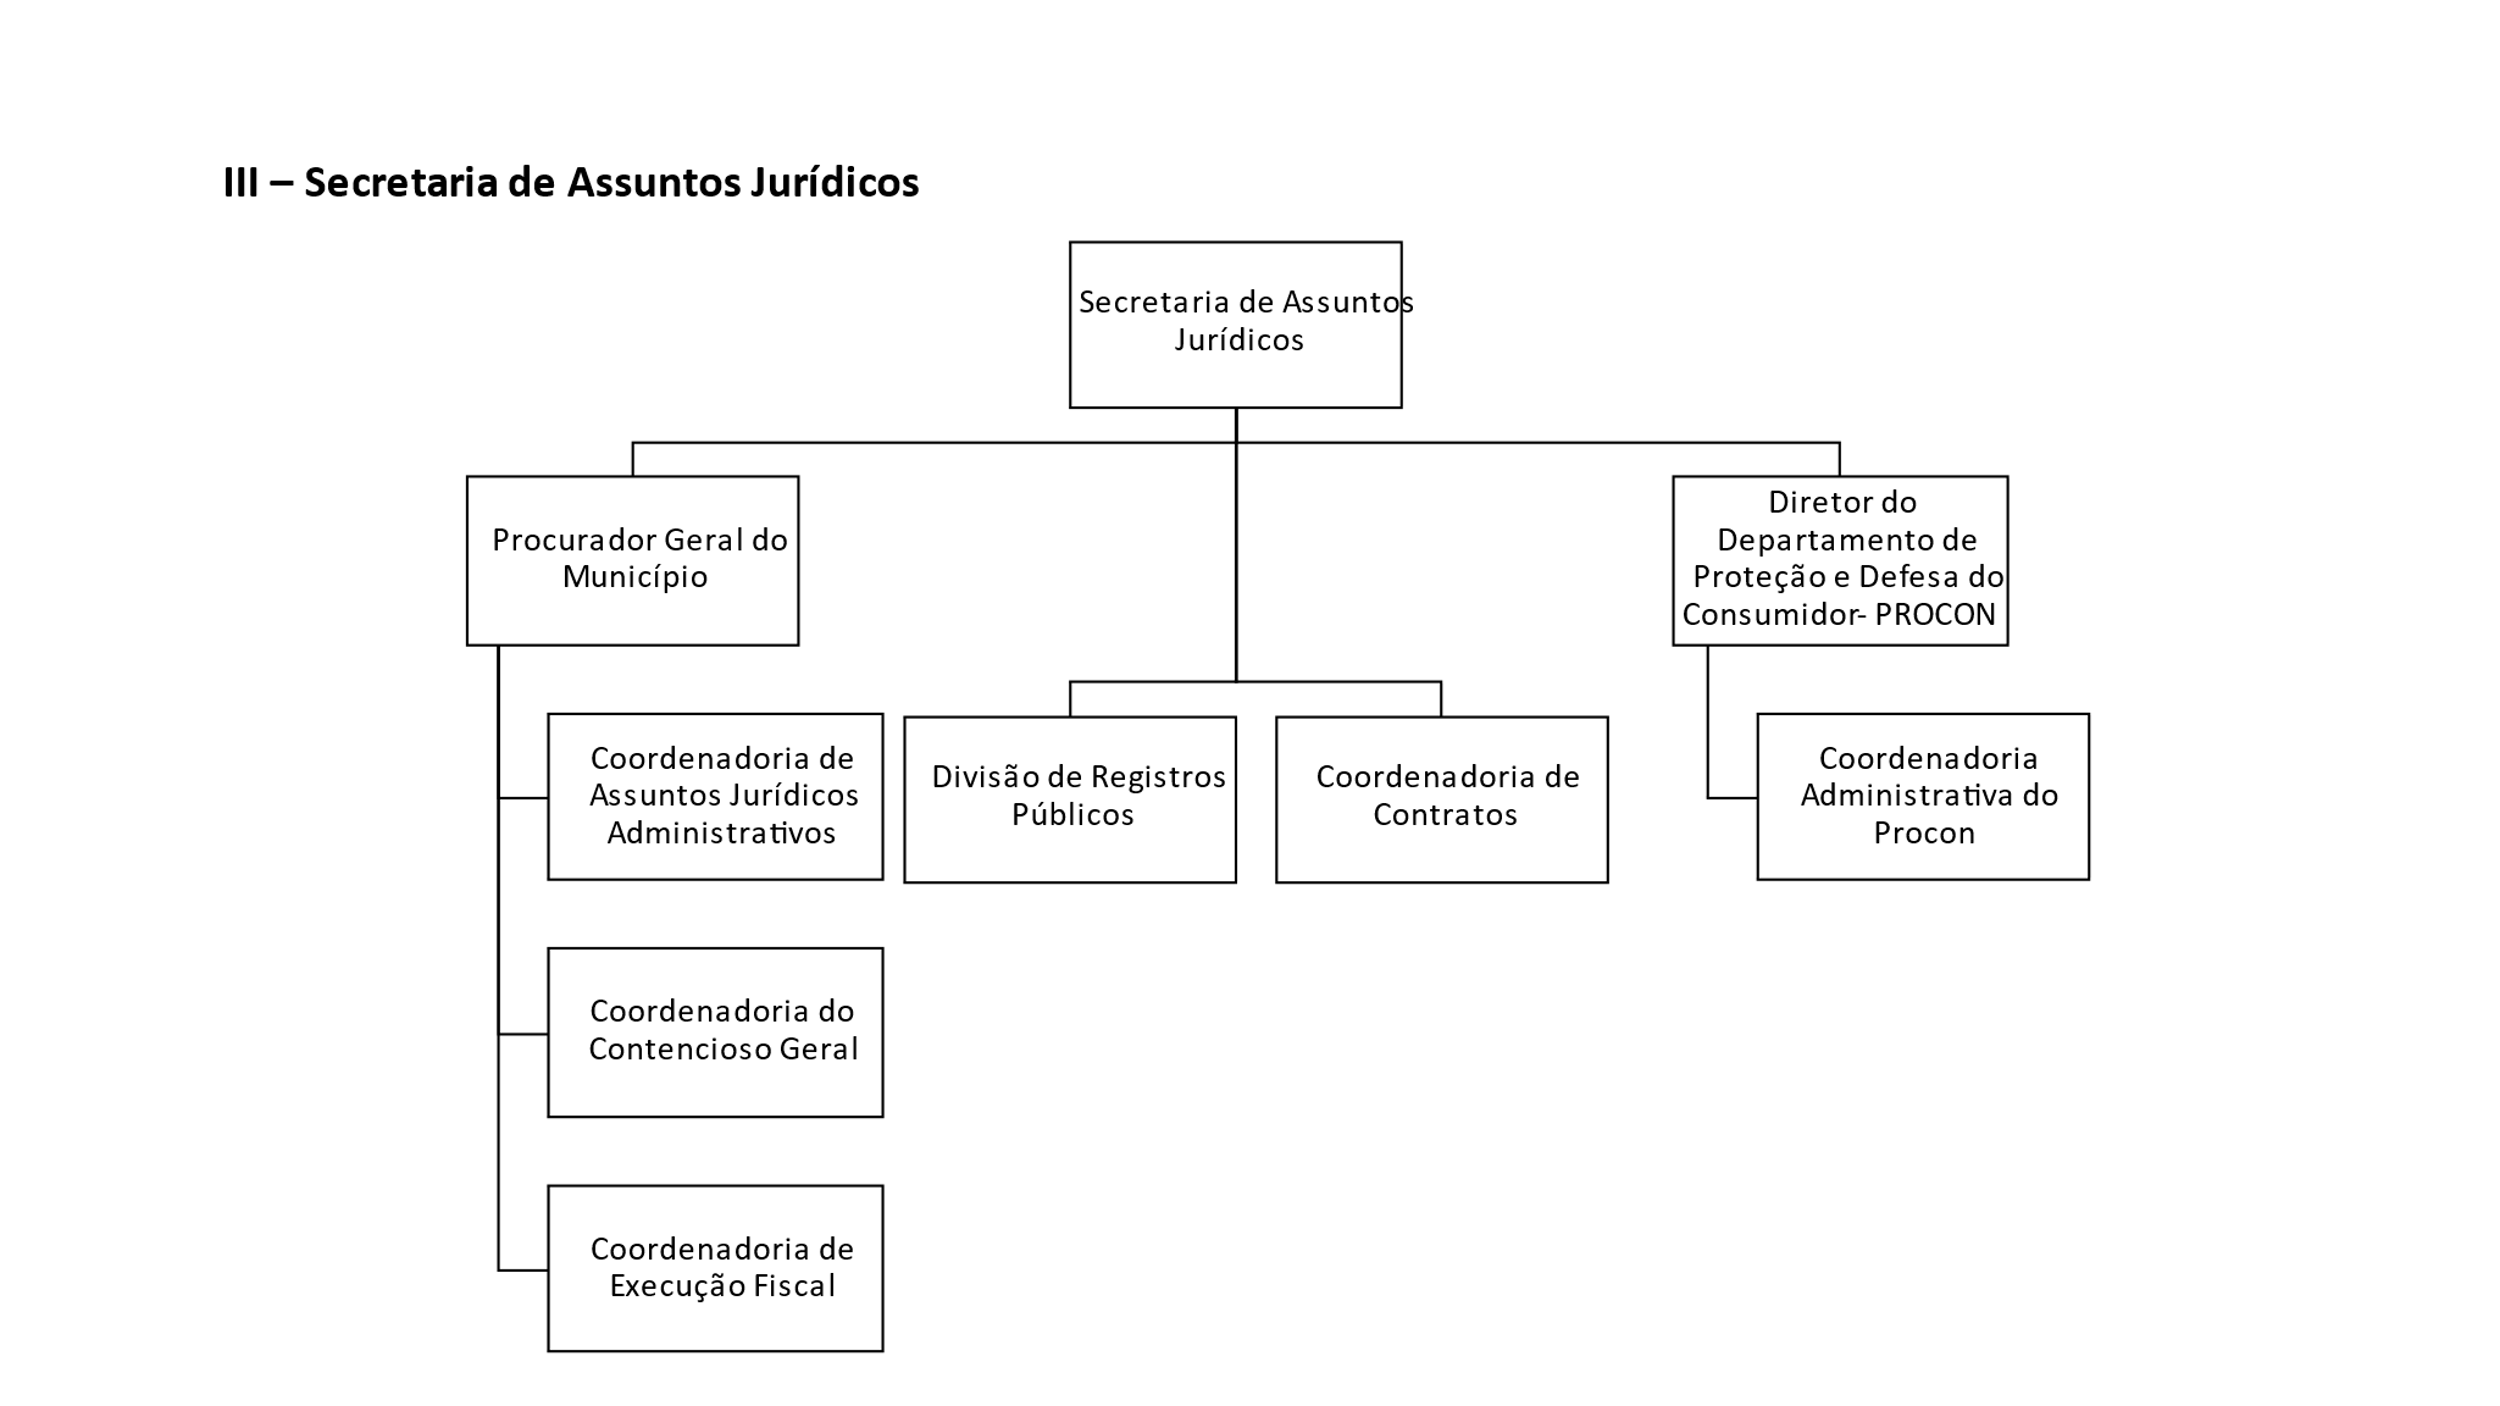 III – Secretaria de Assuntos Jurídicos
Secretaria de Assuntos
Jurídicos
Procurador Geral do
Município
Diretor do
Departamento de
Proteção e Defesa do
Consumidor- PROCON
Coordenadoria de
Assuntos Jurídicos
Administrativos
Divisão de Registros
Públicos
Coordenadoria de
Contratos
Coordenadoria
Administrativa do
Procon
Coordenadoria do
Contencioso Geral
Coordenadoria de
Execução Fiscal